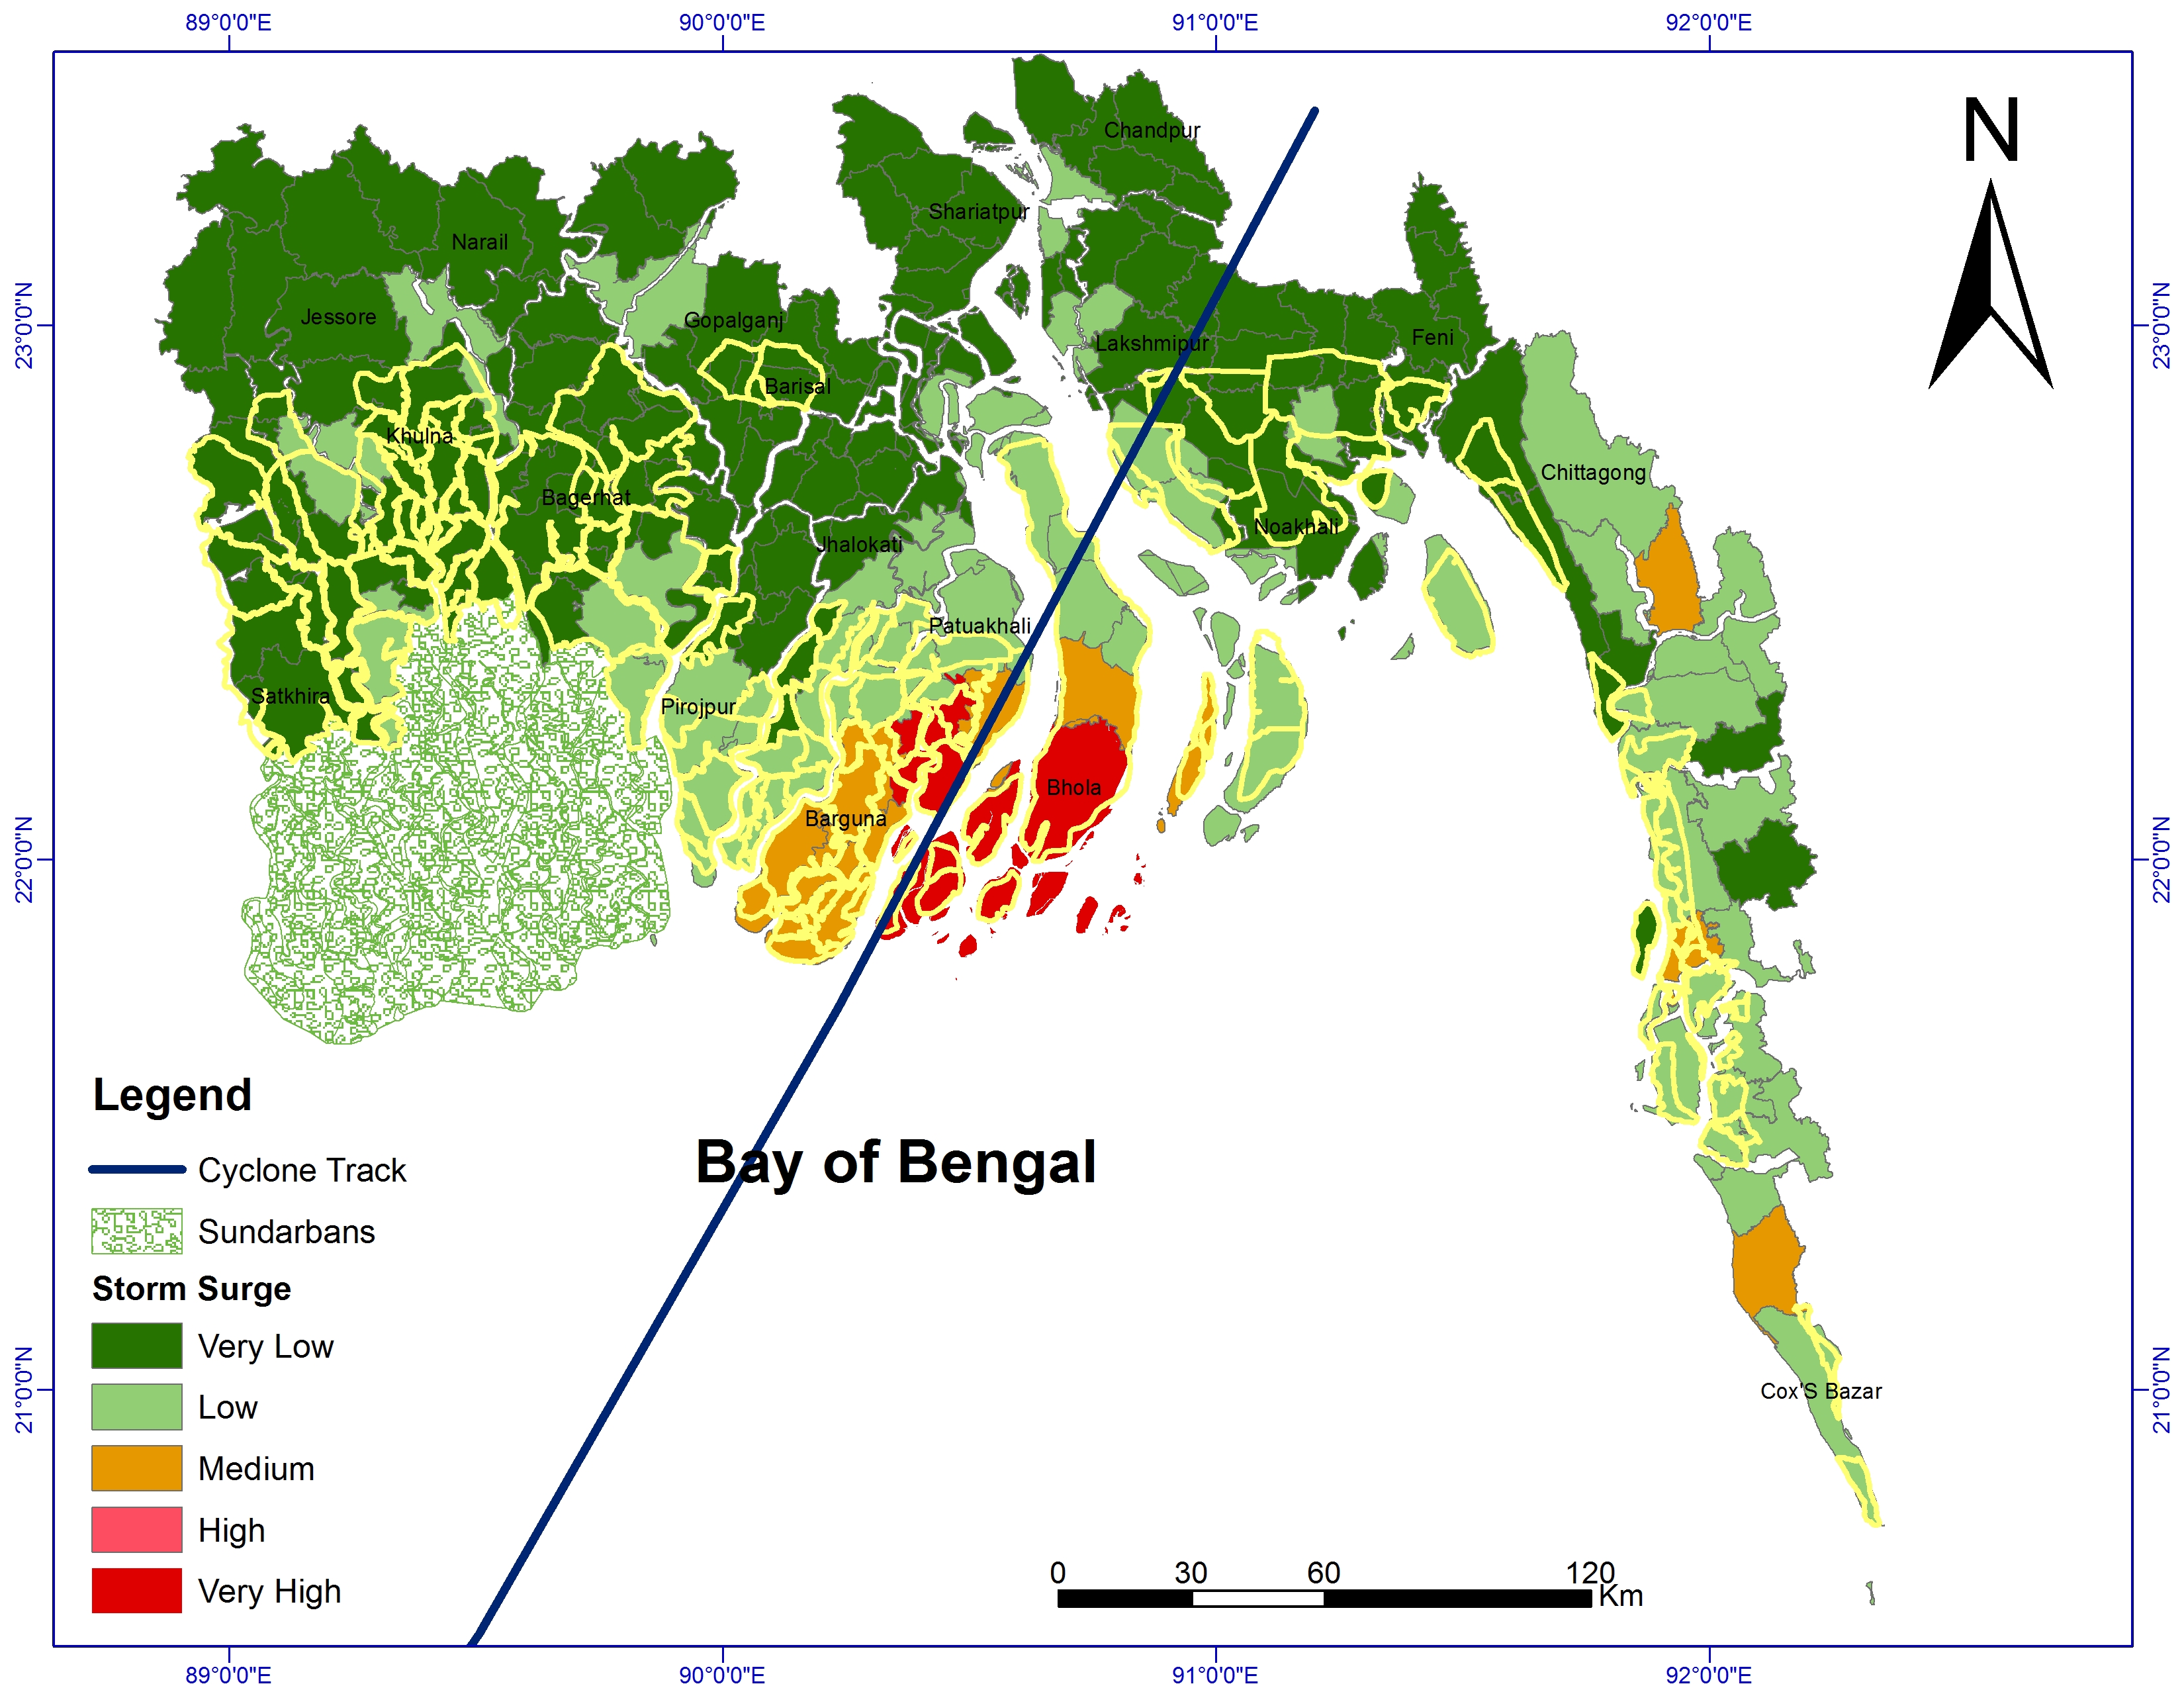 89°0'0"E 90°0'0"E 91°0'0"E 92°0'0"E
N
Chandpur
Shariatpur
Narail
23°0'0"N
23°0'0"N
Jessore
Gopalganj
Lakshmipur
Feni
Barisal
Khulna
Chittagong
Bagerhat
Noakhali
Jhalokati
Patuakhali
Satkhira
Pirojpur
Bhola
Barguna
22°0'0"N
22°0'0"N
Legend
Bay of Bengal
Cyclone Track
Sundarbans
Storm Surge
Very Low
21°0'0"N
21°0'0"N
Cox'S Bazar
Low
Medium
High
Very High
0 30 60 120
Km
89°0'0"E 90°0'0"E 91°0'0"E 92°0'0"E